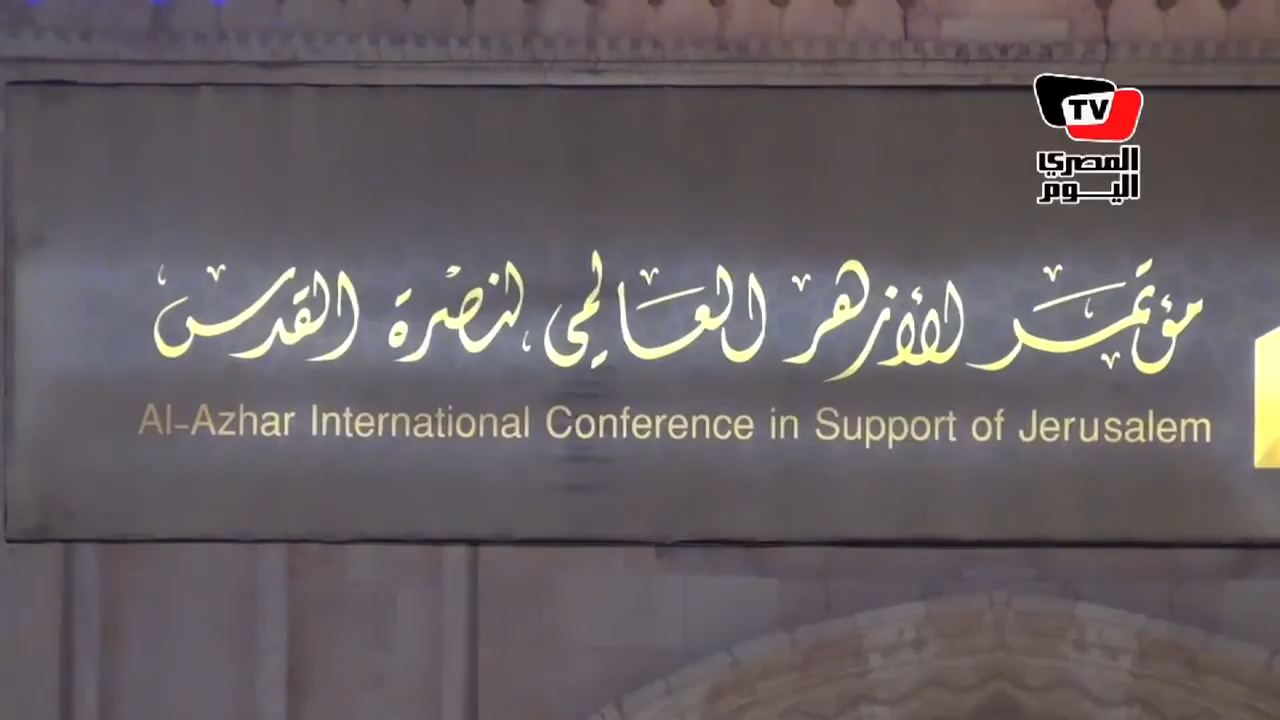 TV
المصري
اليوم
مؤتمر الأزهر العالمي لنصرة القدس
Al-Azhar International Conference in Support of Jerusalem